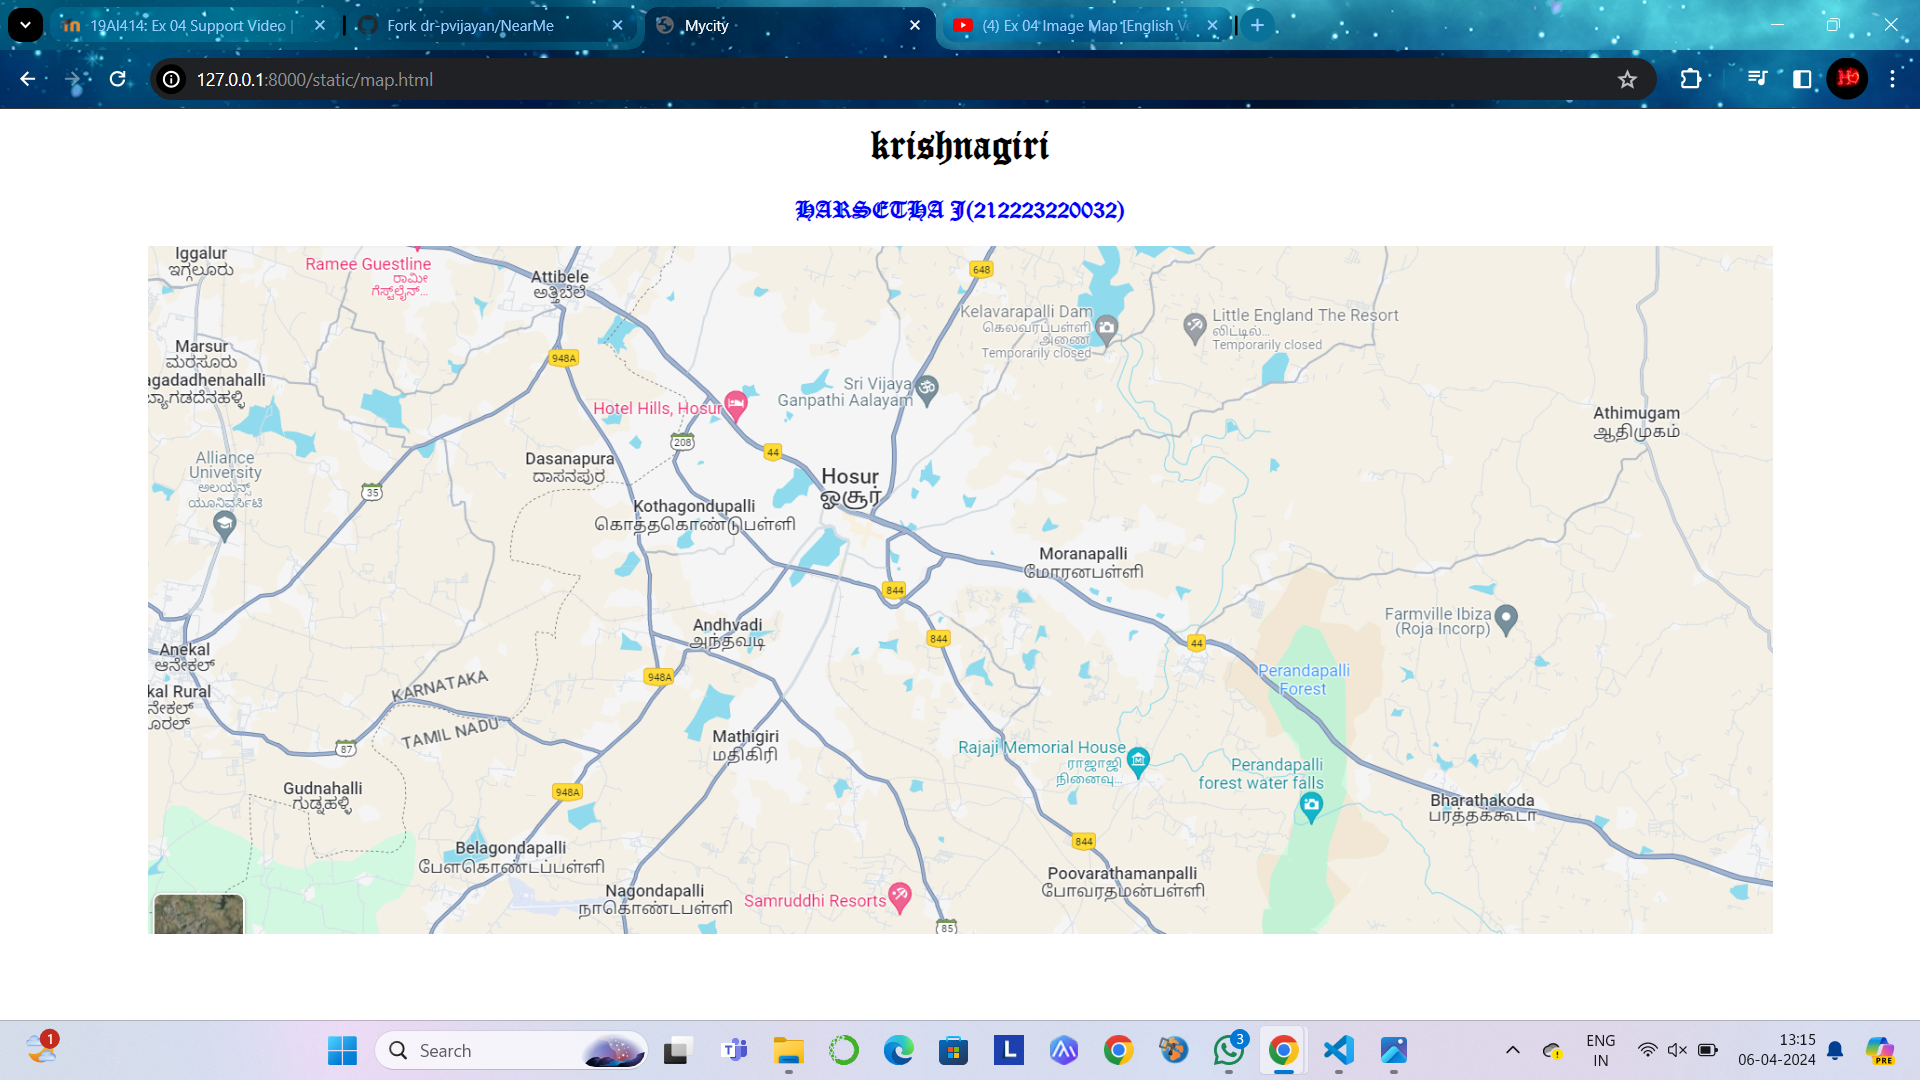 19AI414: Ex 04 Support Video |
Fork dr-pvijayan/NearMe
Mycity
(4) Ex 04 Image Map [English Ve
127.0.0.1:8000/static/map.html
krishnagiri
HARSETHA J(212223220032)
Iggalur
ಇಗ್ಗಲೂರು
Ramee Guestline
ರಾಮೀ
ಗೆಸ್ಟ್‌ಲೈನ್...
Attibele
ಅತ್ತಿಬೆಲೆ
648
Kelavarapalli Dam
கெலவரப்பள்ளி
அணை
Temporarily closed
Little England The Resort
லிட்டில்...
Temporarily closed
Marsur
ಮರಸೂರು
agadadhenahalli
ಬ್ಯಾಗಡದೆನಹಳ್ಳಿ
948A
Sri Vijaya
Ganpathi Aalayam
Hotel Hills, Hosur
208
44
Athimugam
ஆதிமுகம்
Alliance
University
ಅಲಯನ್ಸ್
ಯೂನಿವರ್ಸಿಟಿ
35
Dasanapura
ದಾಸನಪುರ
Hosur
ஓசூர்
Kothagondupalli
கொத்தகொண்டுபள்ளி
Moranapalli
மோரனபள்ளி
844
Farmville Ibiza
(Roja Incorp)
Andhvadi
அந்தவடி
844
44
Anekal
ಆನೇಕಲ್
948A
Perandapalli
Forest
kal Rural
ನೇಕಲ್
ೂರಲ್
KARNATAKA
TAMIL NADU
87
Mathigiri
மதிகிரி
Rajaji Memorial House
ராஜாஜி
நினைவு...
Perandapalli
forest water falls
Gudnahalli
ಗುಡ್ನಹಳ್ಳಿ
948A
Bharathakoda
பரத்தக்கூடா
Belagondapalli
பேளகொண்டப்பள்ளி
844
Poovarathamanpalli
போவரதமன்பள்ளி
Nagondapalli
நாகொண்டபள்ளி
Samruddhi Resorts
85
1
Search
L
3
ENG
IN
13:15
06-04-2024
PRE